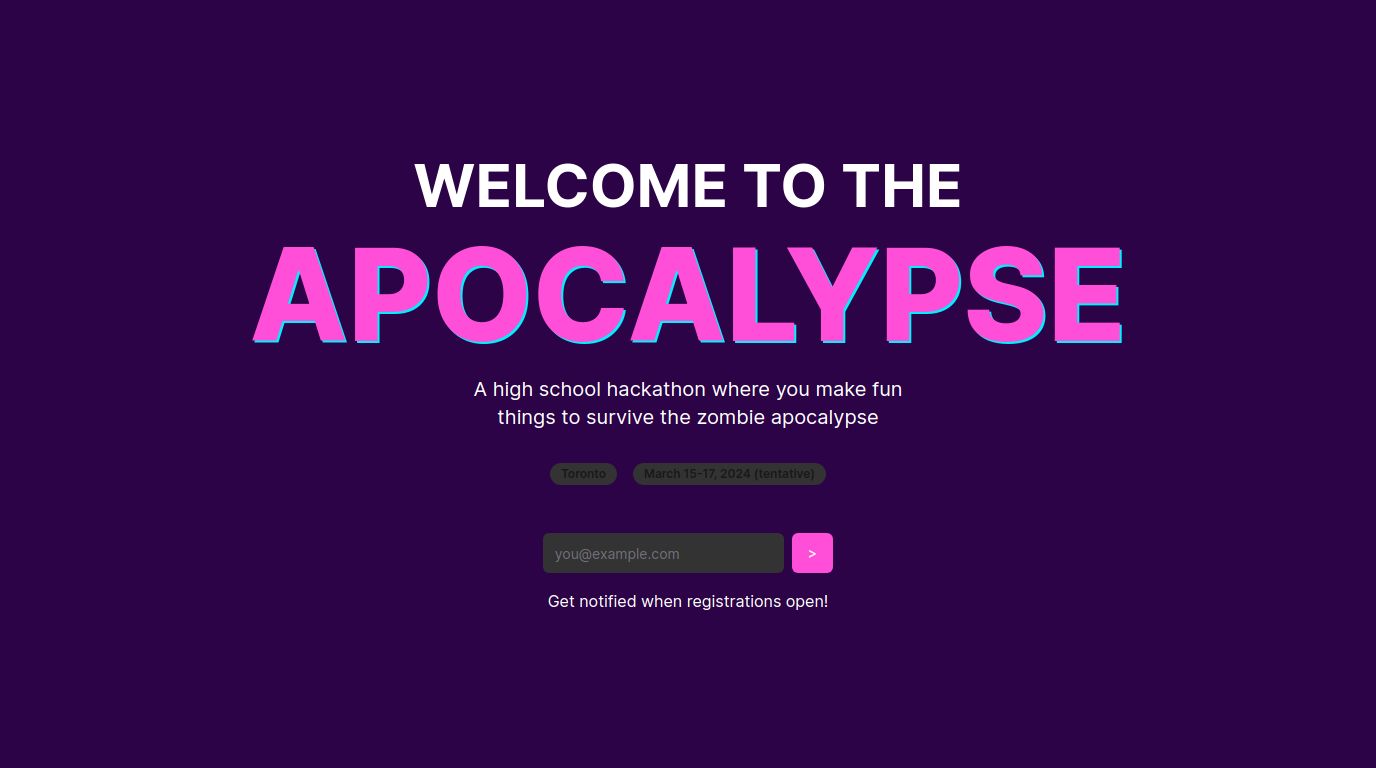 WELCOME TO THE
APOCALYPSE
A high school hackathon where you make fun
things to survive the zombie apocalypse
Toronto
March 15–17, 2024 (tentative)
you@example.com
>
Get notified when registrations open!